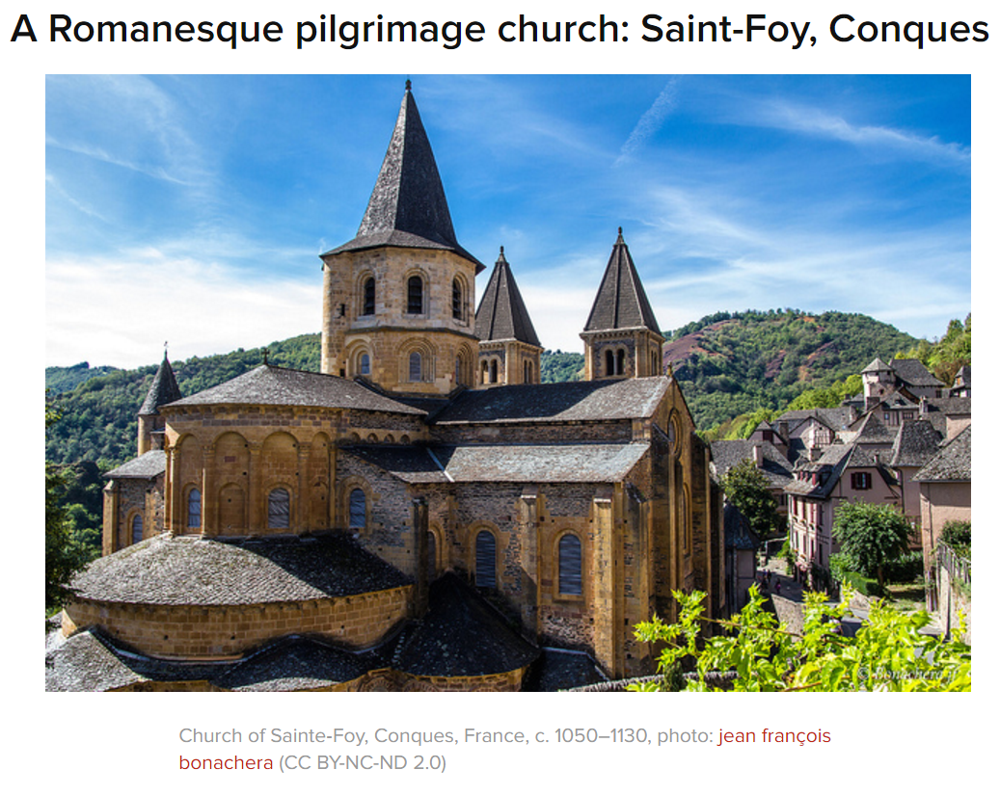 A Romanesque pilgrimage church: Saint-Foy, Conques
Church of Sainte-Foy, Conques, France, c. 1050–1130, photo: jean françois
bonachera (CC BY-NC-ND 2.0)